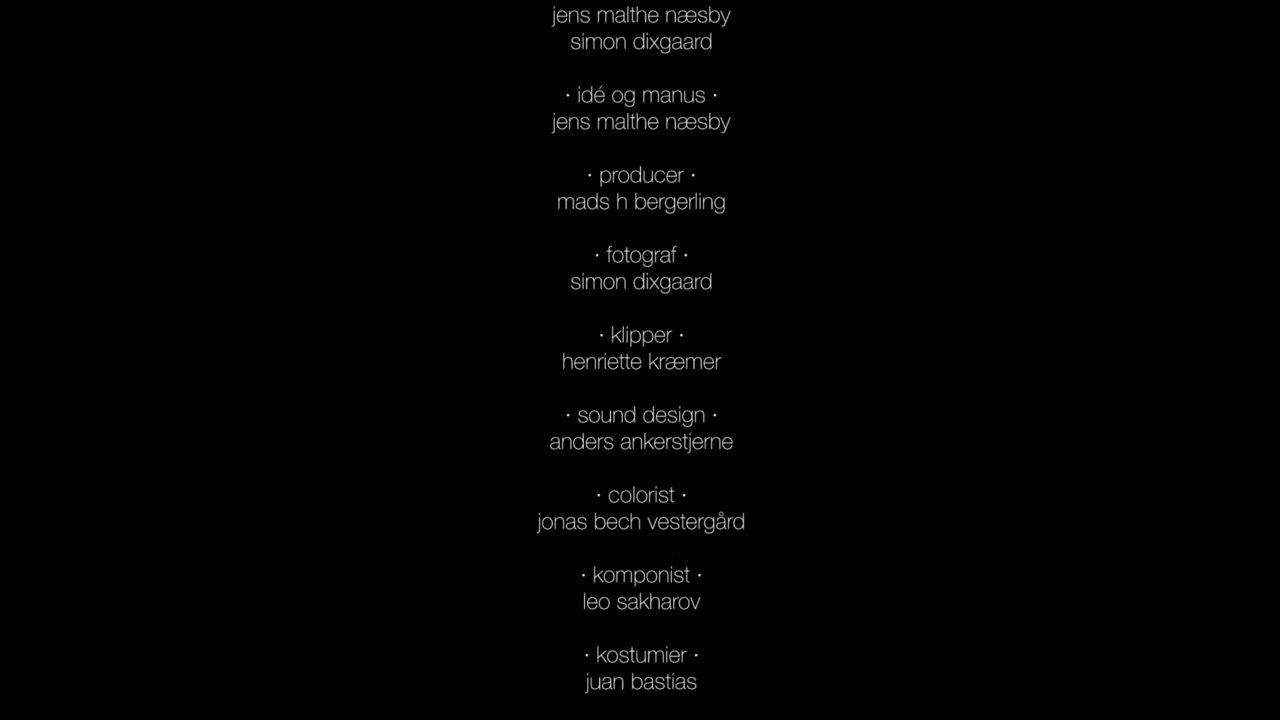 jens malthe næsby
simon dixgaard
· idé og manus ·
jens malthe næsby
· producer ·
mads h bergerling
· fotograf ·
simon dixgaard
· klipper ·
henriette kræmer
· sound design ·
anders ankerstjerne
· colorist ·
jonas bech vestergård
· komponist ·
leo sakharov
· kostumier ·
juan bastias